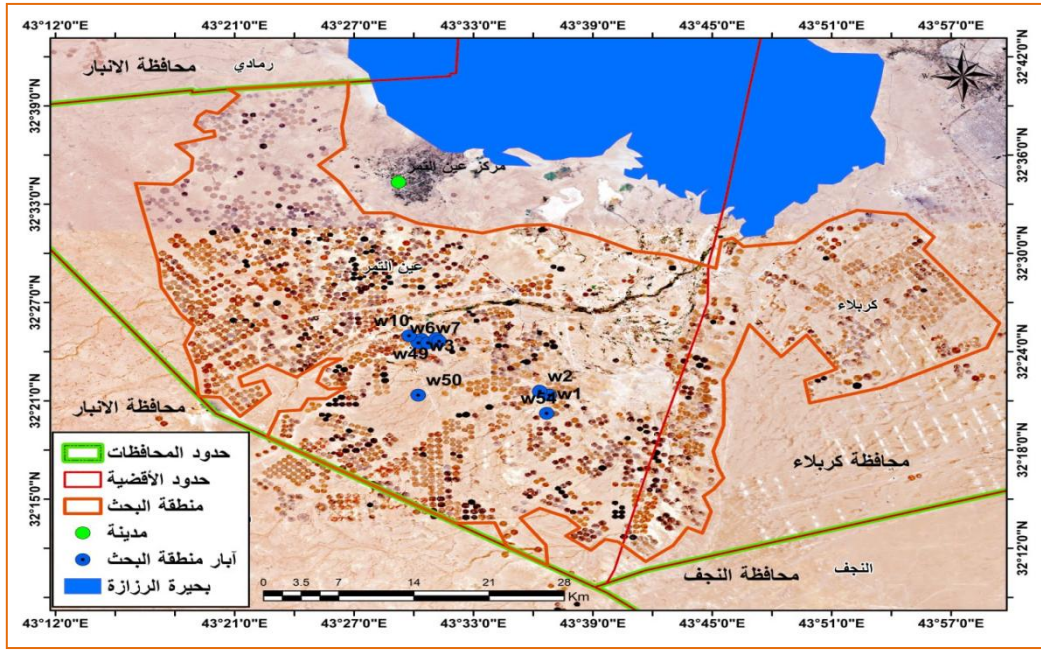 43°12'0"E 43°21'0"E 43°27'0"E 43°33'0"E 43°39'0"E 43°45'0"E 43°51'0"E 43°57'0"E
32°42'0"N
32°39'0"N
32°36'0"N
32°33'0"N
32°30'0"N
32°27'0"N
32°24'0"N
32°21'0"N
32°18'0"N
32°15'0"N
32°12'0"N
محافظة الانبار
رمادي
مركز عين التمر
عين التمر
كربلاء
w10
w6
w7
w3
w49
w50
w2
w1
w54
محافظة الانبار
محافظة كربلاء
محافظة النجف
النجف
حدود المحافظات
حدود الأقضية
منطقة البحث
مدينة
آبار منطقة البحث
بحيرة الرزازة
0 3.5 7 14 21 28
Km
43°12'0"E 43°21'0"E 43°27'0"E 43°33'0"E 43°39'0"E 43°45'0"E 43°51'0"E 43°57'0"E